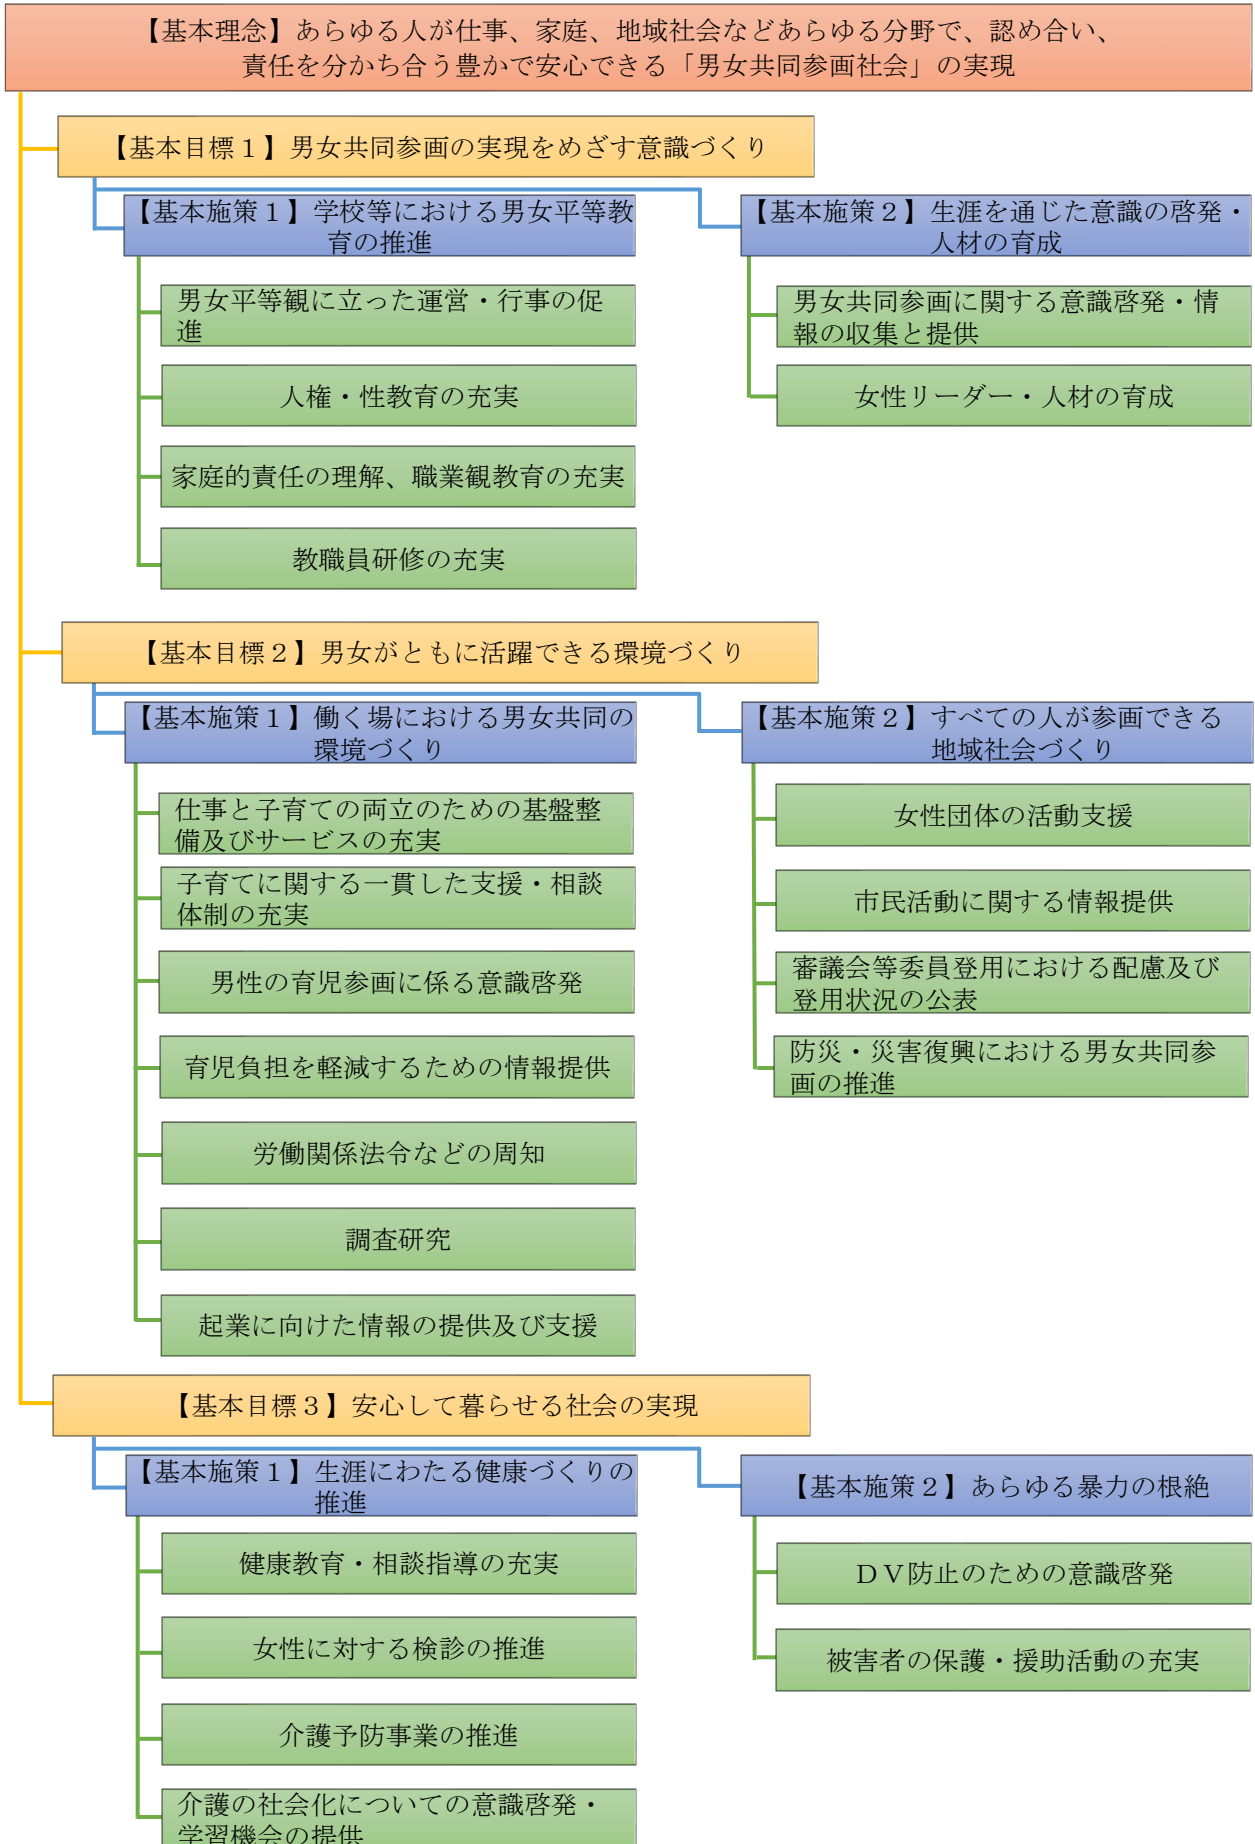 【基本理念】あらゆる人が仕事、家庭、地域社会などあらゆる分野で、認め合い、
責任を分かち合う豊かで安心できる「男女共同参画社会」の実現
【基本目標１】男女共同参画の実現をめざす意識づくり
【基本施策１】学校等における男女平等教
育の推進
男女平等観に立った運営・行事の促
進
人権・性教育の充実
家庭的責任の理解、職業観教育の充実
教職員研修の充実
【基本施策２】生涯を通じた意識の啓発・
人材の育成
男女共同参画に関する意識啓発・情
報の収集と提供
女性リーダー・人材の育成
【基本目標２】男女がともに活躍できる環境づくり
【基本施策１】働く場における男女共同の
環境づくり
仕事と子育ての両立のための基盤整
備及びサービスの充実
子育てに関する一貫した支援・相談
体制の充実
男性の育児参画に係る意識啓発
育児負担を軽減するための情報提供
労働関係法令などの周知
調査研究
起業に向けた情報の提供及び支援
【基本施策２】すべての人が参画できる
地域社会づくり
女性団体の活動支援
市民活動に関する情報提供
審議会等委員登用における配慮及び
登用状況の公表
防災・災害復興における男女共同参
画の推進
【基本目標３】安心して暮らせる社会の実現
【基本施策１】生涯にわたる健康づくりの
推進
健康教育・相談指導の充実
女性に対する検診の推進
介護予防事業の推進
介護の社会化についての意識啓発・
学習機会の提供
【基本施策２】あらゆる暴力の根絶
ＤＶ防止のための意識啓発
被害者の保護・援助活動の充実